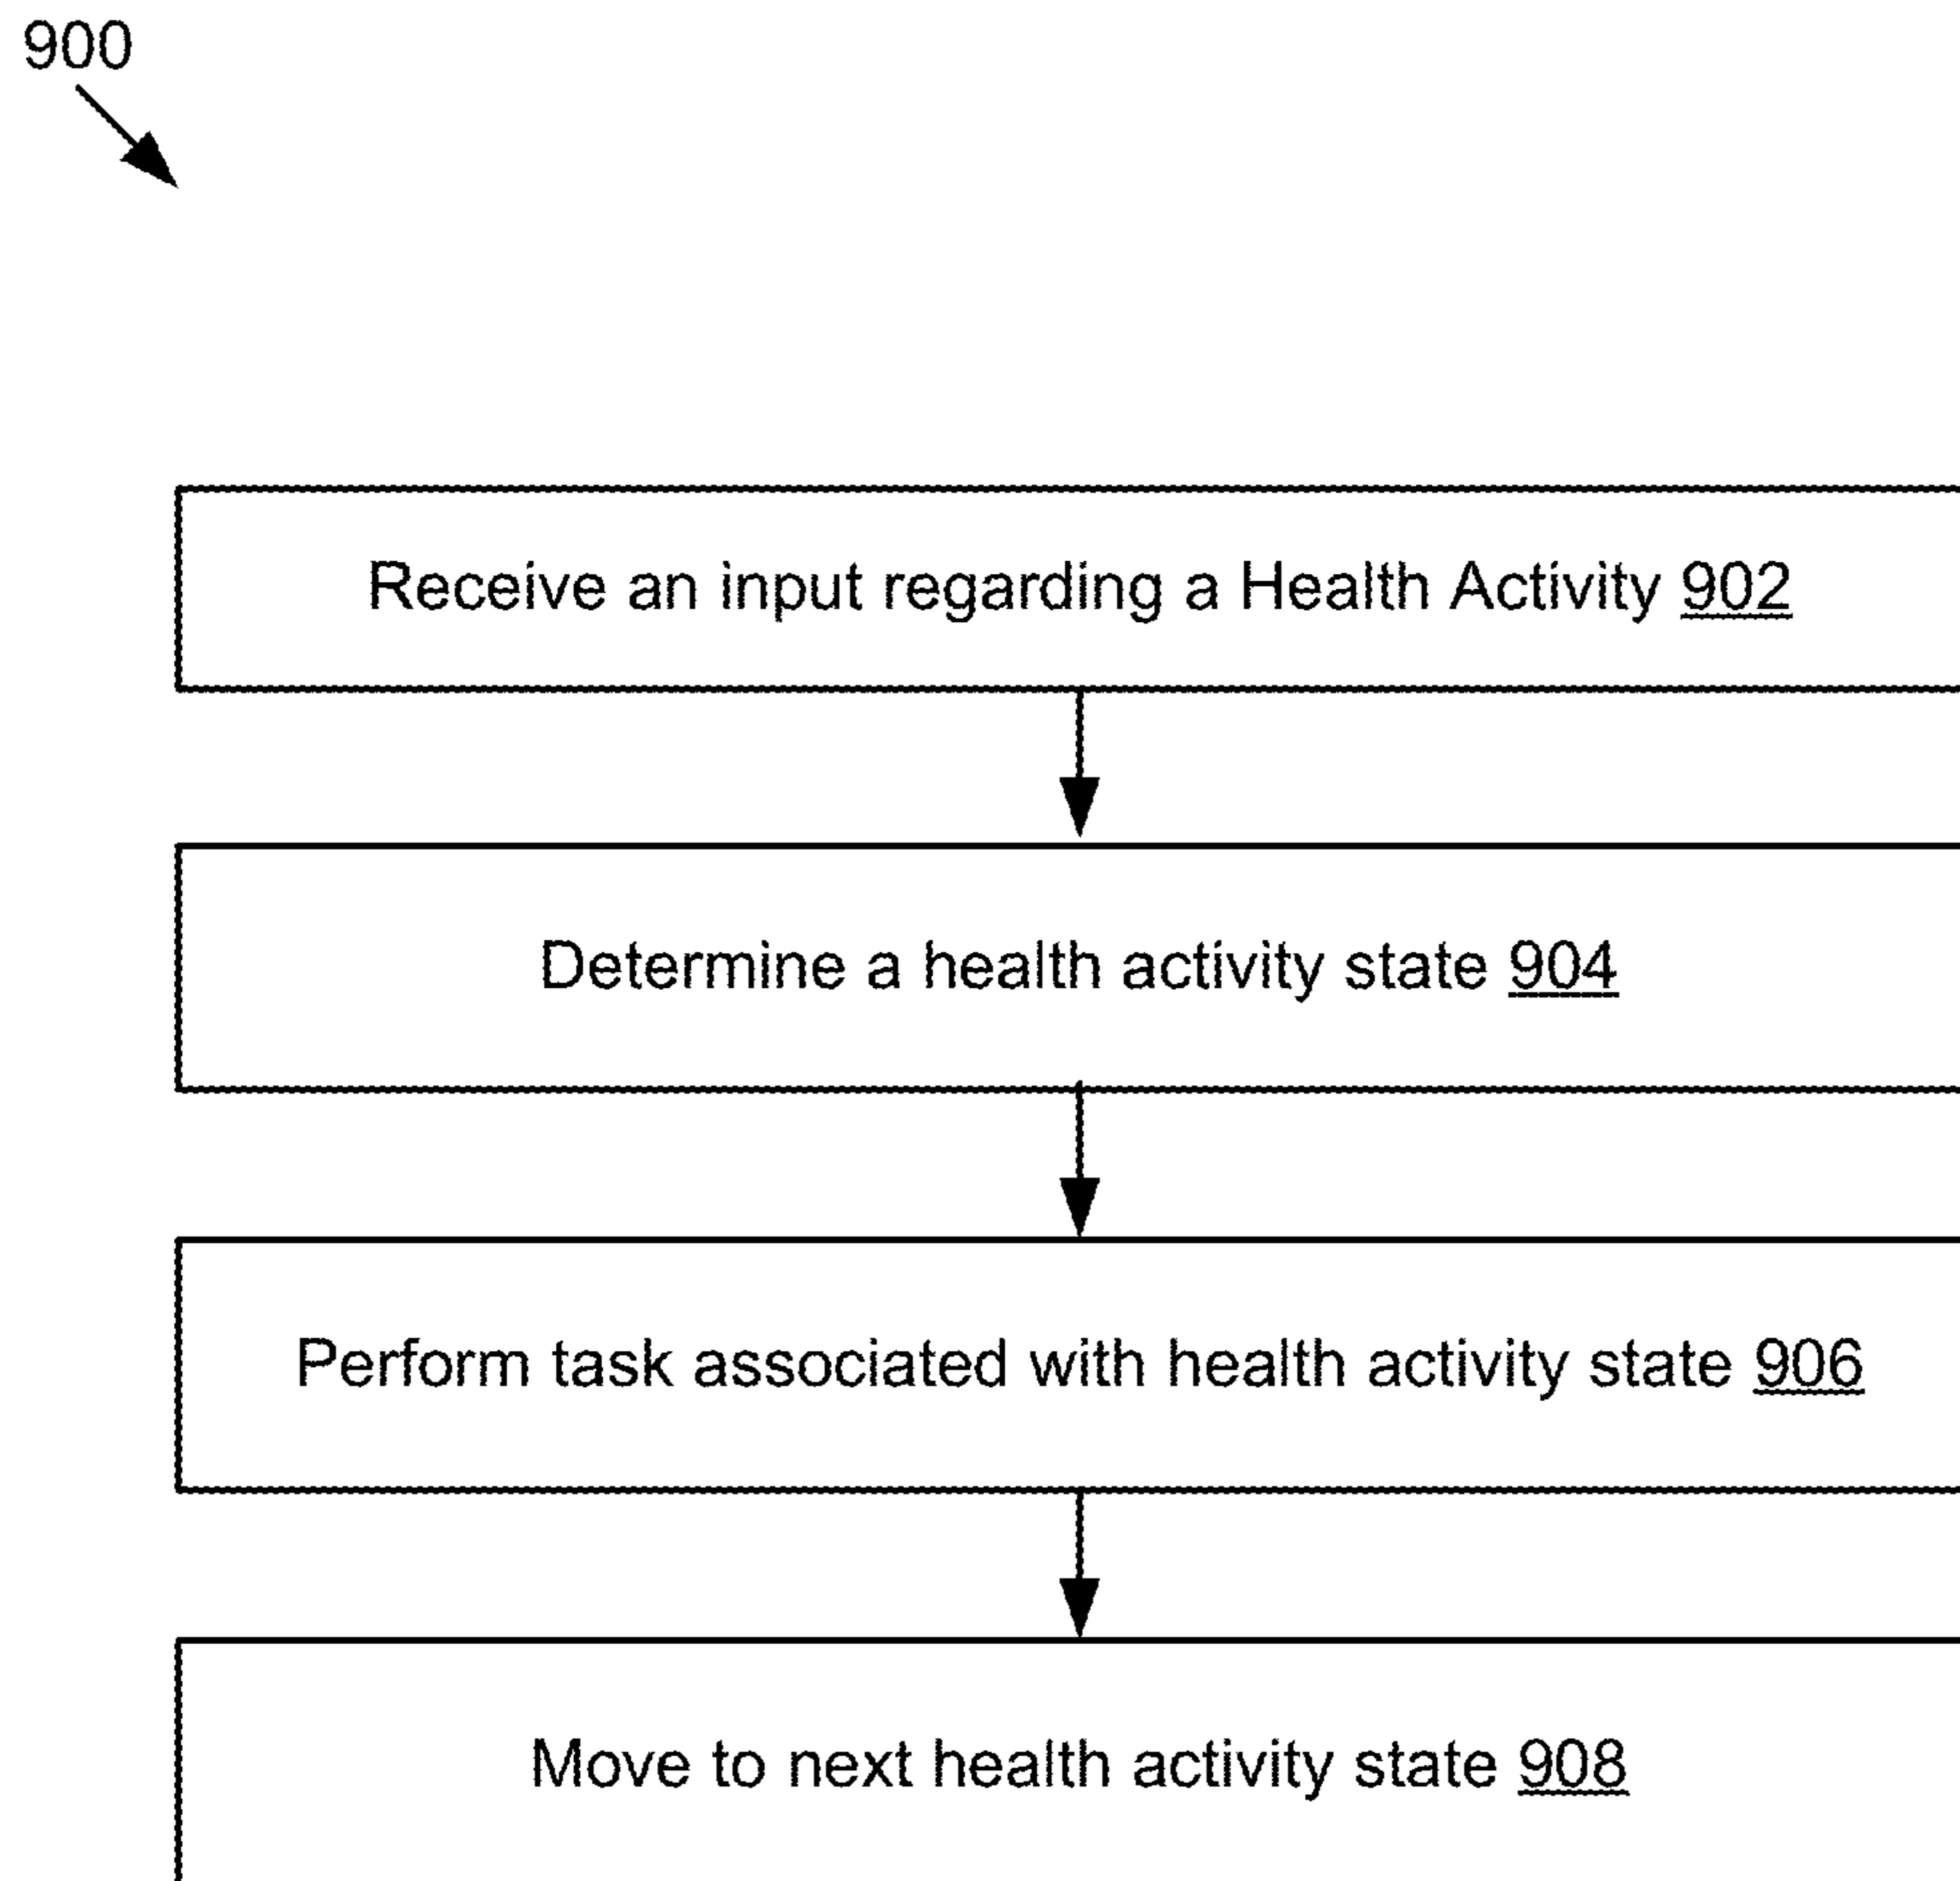 900
Receive an input regarding a Health Activity 902
Determine a health activity state 904
Perform task associated with health activity state 906
Move to next health activity state 908